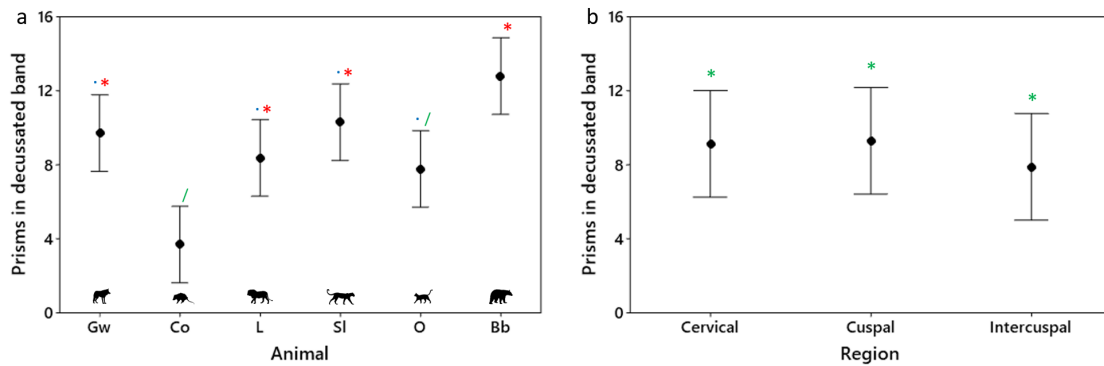 a
Prisms in decussated band
16
12
8
4
0
· *
/
· *
· *
· /
*
Gw Co L Sl O Bb
Animal
b
Prisms in decussated band
16
12
8
4
0
* * *
Cervical Cuspal Intercuspal
Region